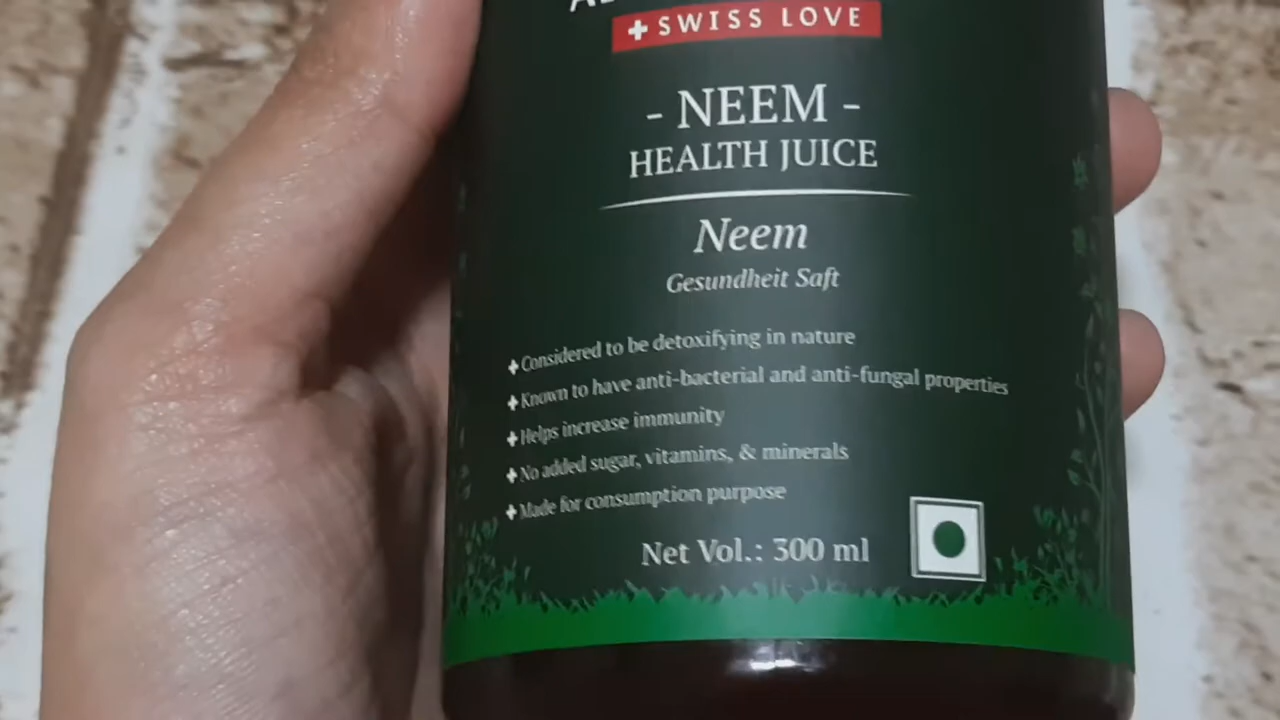 SWISS LOVE
- NEEM -
HEALTH JUICE
Neem
Gesundheit Saft
Considered to be detoxifying in nature
Known to have anti-bacterial and anti-fungal properties
Helps increase immunity
No added sugar, vitamins, & minerals
Made for consumption purpose
Net Vol.: 300 ml